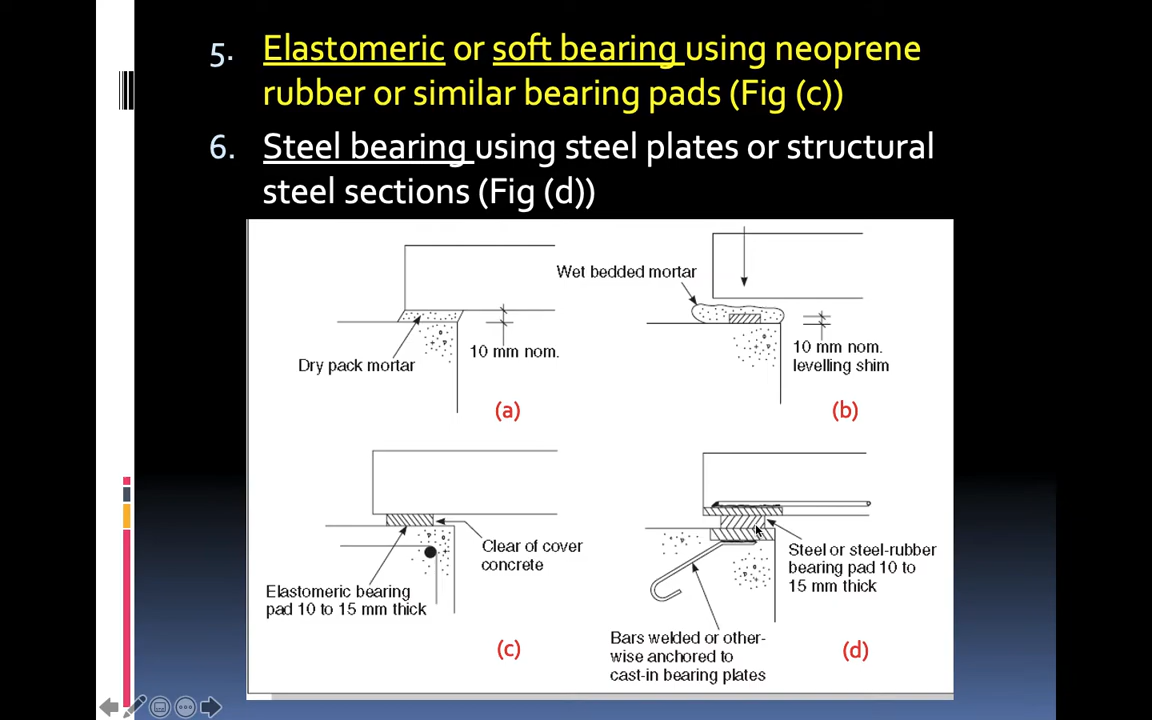 5. Elastomeric or soft bearing using neoprene
rubber or similar bearing pads (Fig (c))
6. Steel bearing using steel plates or structural
steel sections (Fig (d))
Dry pack mortar
10 mm nom.
(a)
Wet bedded mortar
10 mm nom.
levelling shim
(b)
Clear of cover
concrete
Elastomeric bearing
pad 10 to 15 mm thick
(c)
Steel or steel-rubber
bearing pad 10 to
15 mm thick
Bars welded or other-
wise anchored to
cast-in bearing plates
(d)